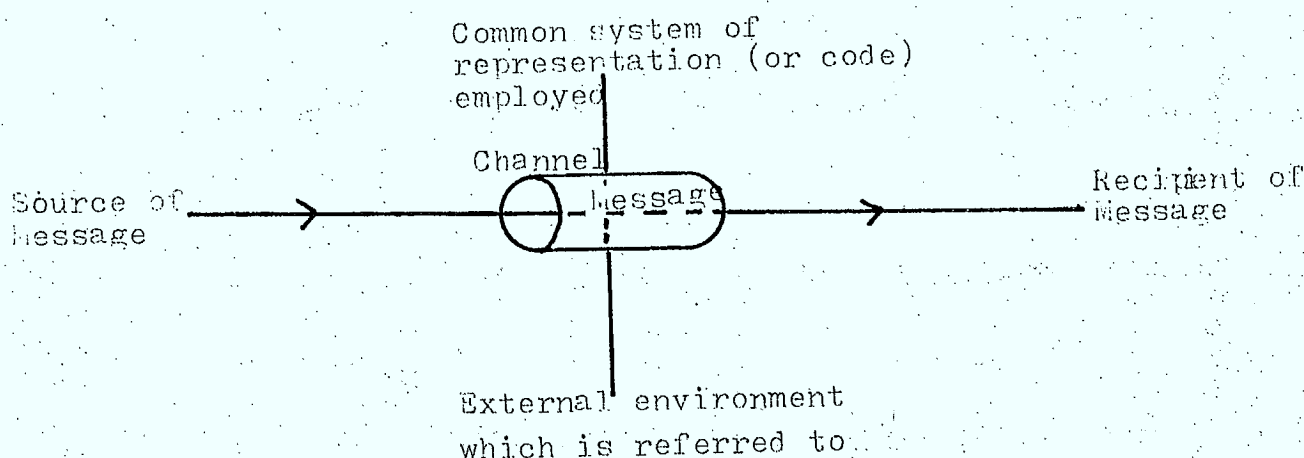 Common system of
representation (or code)
employed
Channel
Message
Source of
Message
Recipient of
Message
External environment
which is referred to